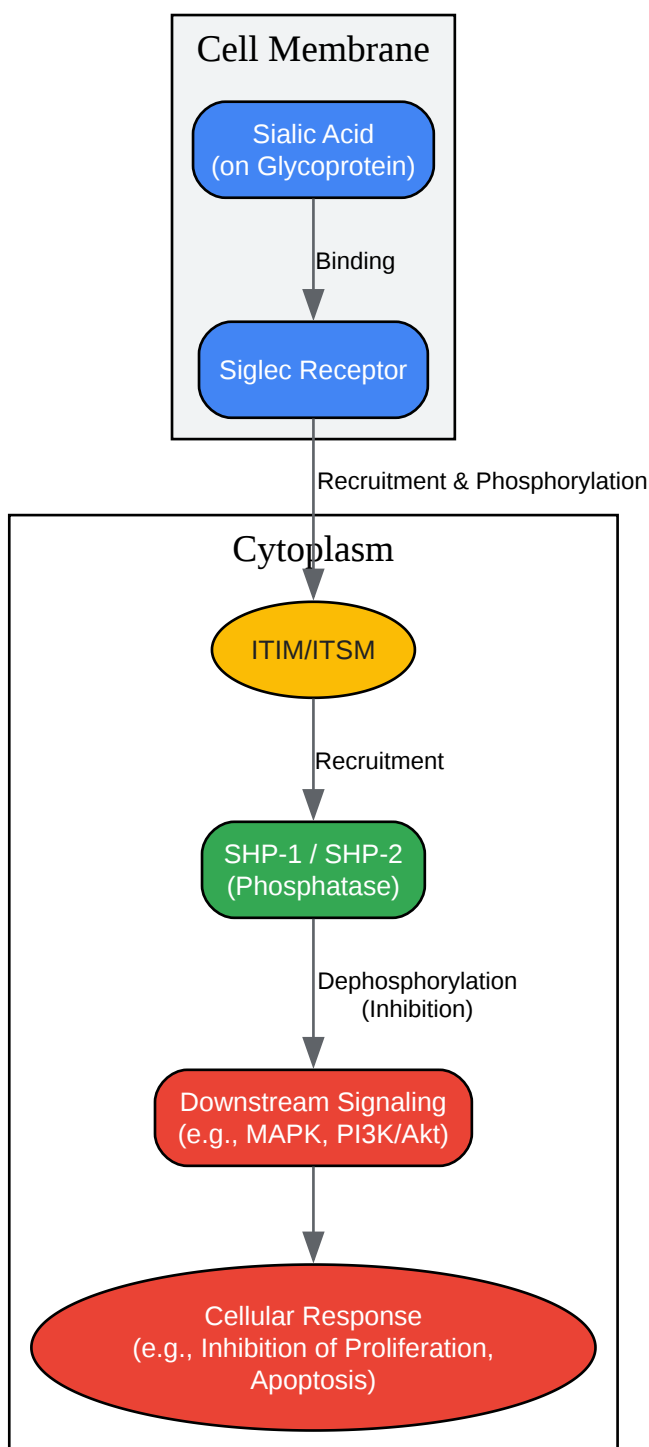 Cell Membrane
Sialic Acid
(on Glycoprotein)
Binding
Siglec Receptor
Recruitment & Phosphorylation
Cytoplasm
ITIM/ITSM
Recruitment
SHP-1 / SHP-2
(Phosphatase)
Dephosphorylation
(Inhibition)
Downstream Signaling
(e.g., MAPK, PI3K/Akt)
Cellular Response
(e.g., Inhibition of Proliferation,
Apoptosis)